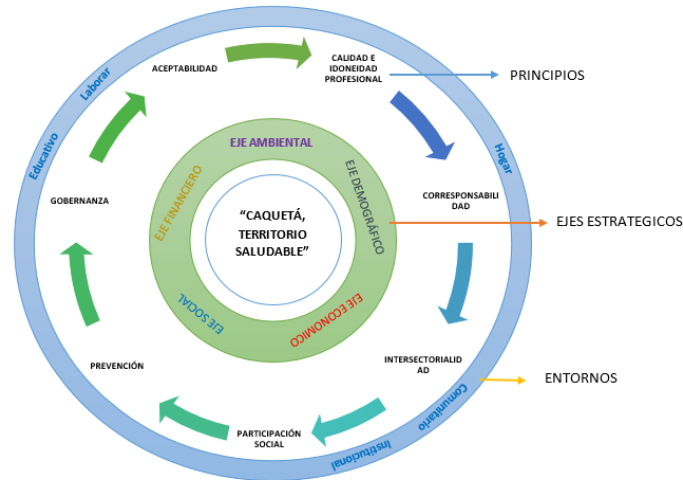 Laborar
Educativo
Hogar
Comunitario
Institucional
ACEPTABILIDAD
CALIDAD E
IDONEIDAD
PROFESIONAL
CORRESPONSABILI
DAD
INTERSECTORIALID
AD
PARTICIPACIÓN
SOCIAL
PREVENCIÓN
GOBERNANZA
EJE AMBIENTAL
EJE DEMOGRÁFICO
EJE ECONOMICO
EJE SOCIAL
EJE FINANCIERO
“CAQUETÁ,
TERRITORIO
SALUDABLE”
PRINCIPIOS
EJES ESTRATEGICOS
ENTORNOS